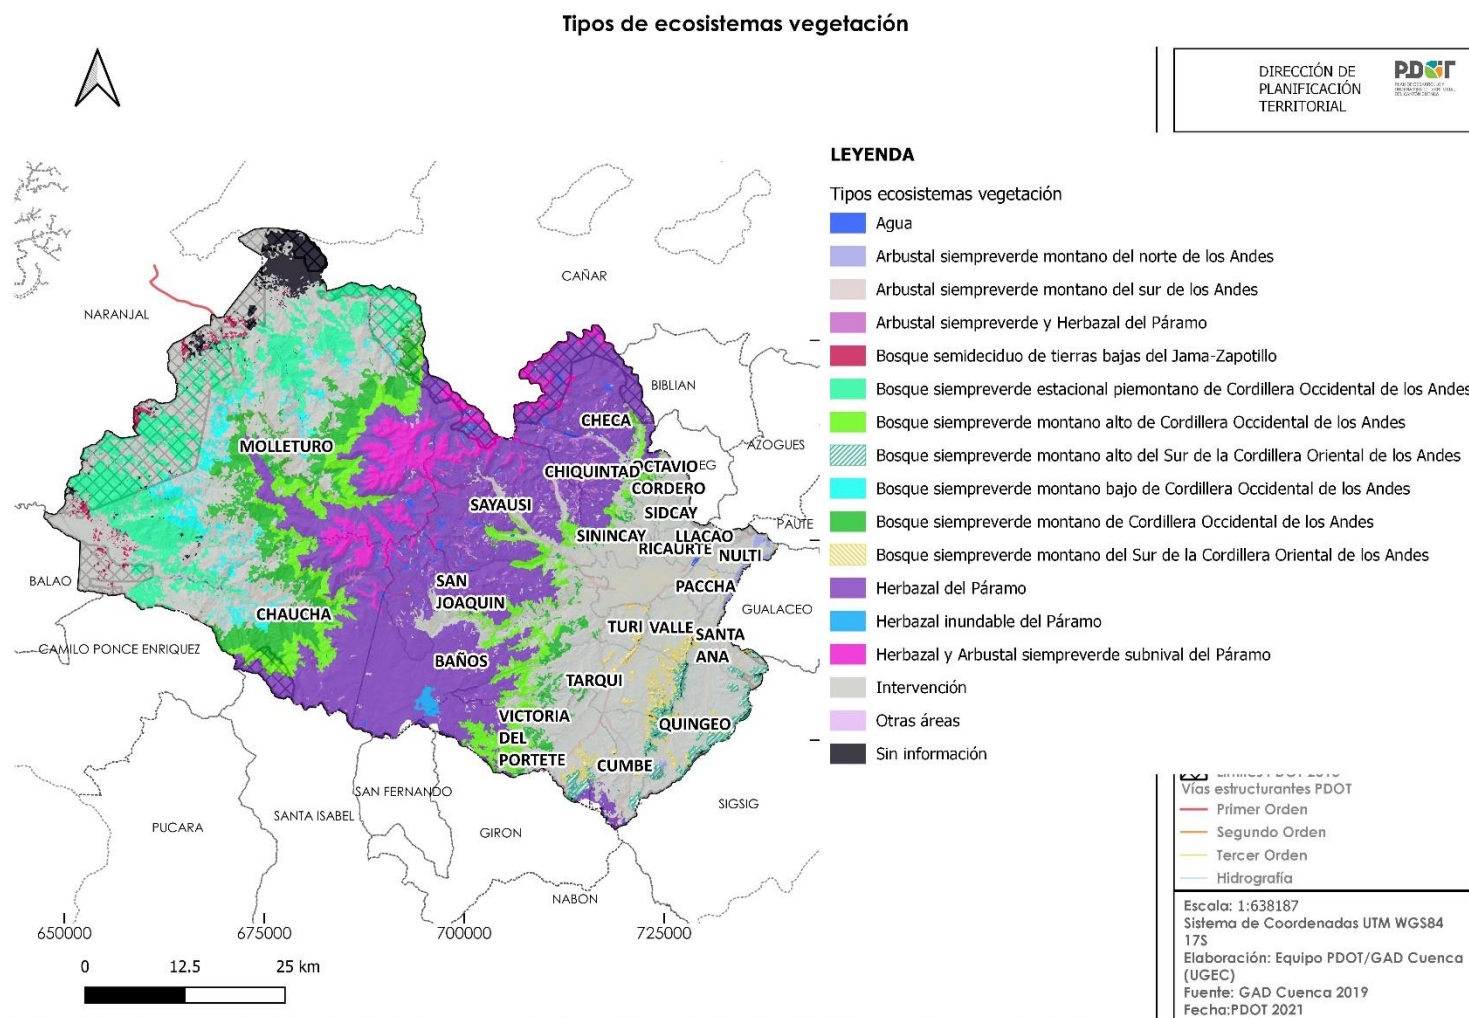 Tipos de ecosistemas vegetación
DIRECCIÓN DE
PLANIFICACIÓN
TERRITORIAL
PDOT
LEYENDA
Tipos ecosistemas vegetación
Agua
Arbustal siempreverde montano del norte de los Andes
Arbustal siempreverde montano del sur de los Andes
Arbustal siempreverde y Herbazal del Páramo
Bosque semideciduo de tierras bajas del Jama-Zapotillo
Bosque siempreverde estacional piemontano de Cordillera Occidental de los Andes
Bosque siempreverde montano alto de Cordillera Occidental de los Andes
Bosque siempreverde montano alto del Sur de la Cordillera Oriental de los Andes
Bosque siempreverde montano bajo de Cordillera Occidental de los Andes
Bosque siempreverde montano de Cordillera Occidental de los Andes
Bosque siempreverde montano del Sur de la Cordillera Oriental de los Andes
Herbazal del Páramo
Herbazal inundable del Páramo
Herbazal y Arbustal siempreverde subnival del Páramo
Intervención
Otras áreas
Sin información
CAÑAR
NARANJAL
BIBLIAN
CHECA
AZOGUES
MOLLETURO
CHIQUINTAD
OCTAVIO
EG
CORDERO
SAYAUSI
SIDCAY
PAUTE
SININCAY
LLACAO
RICAURTE
NULTI
BALAO
SAN
JOAQUIN
PACCHA
GUALACEO
CHAUCHA
TURI
VALLE
SANTA
ANA
CAMILO PONCE ENRIQUEZ
BAÑOS
TARQUI
VICTORIA
DEL
PORTETE
QUINGEO
CUMBE
SAN FERNANDO
SIGSIG
SANTA ISABEL
PUCARA
GIRON
NABON
650000
675000
700000
725000
0
12.5
25 km
Vías estructurantes PDOT
Primer Orden
Segundo Orden
Tercer Orden
Hidrografía
Escala: 1:638187
Sistema de Coordenadas UTM WGS84
17S
Elaboración: Equipo PDOT/GAD Cuenca
(UGEC)
Fuente: GAD Cuenca 2019
Fecha:PDOT 2021